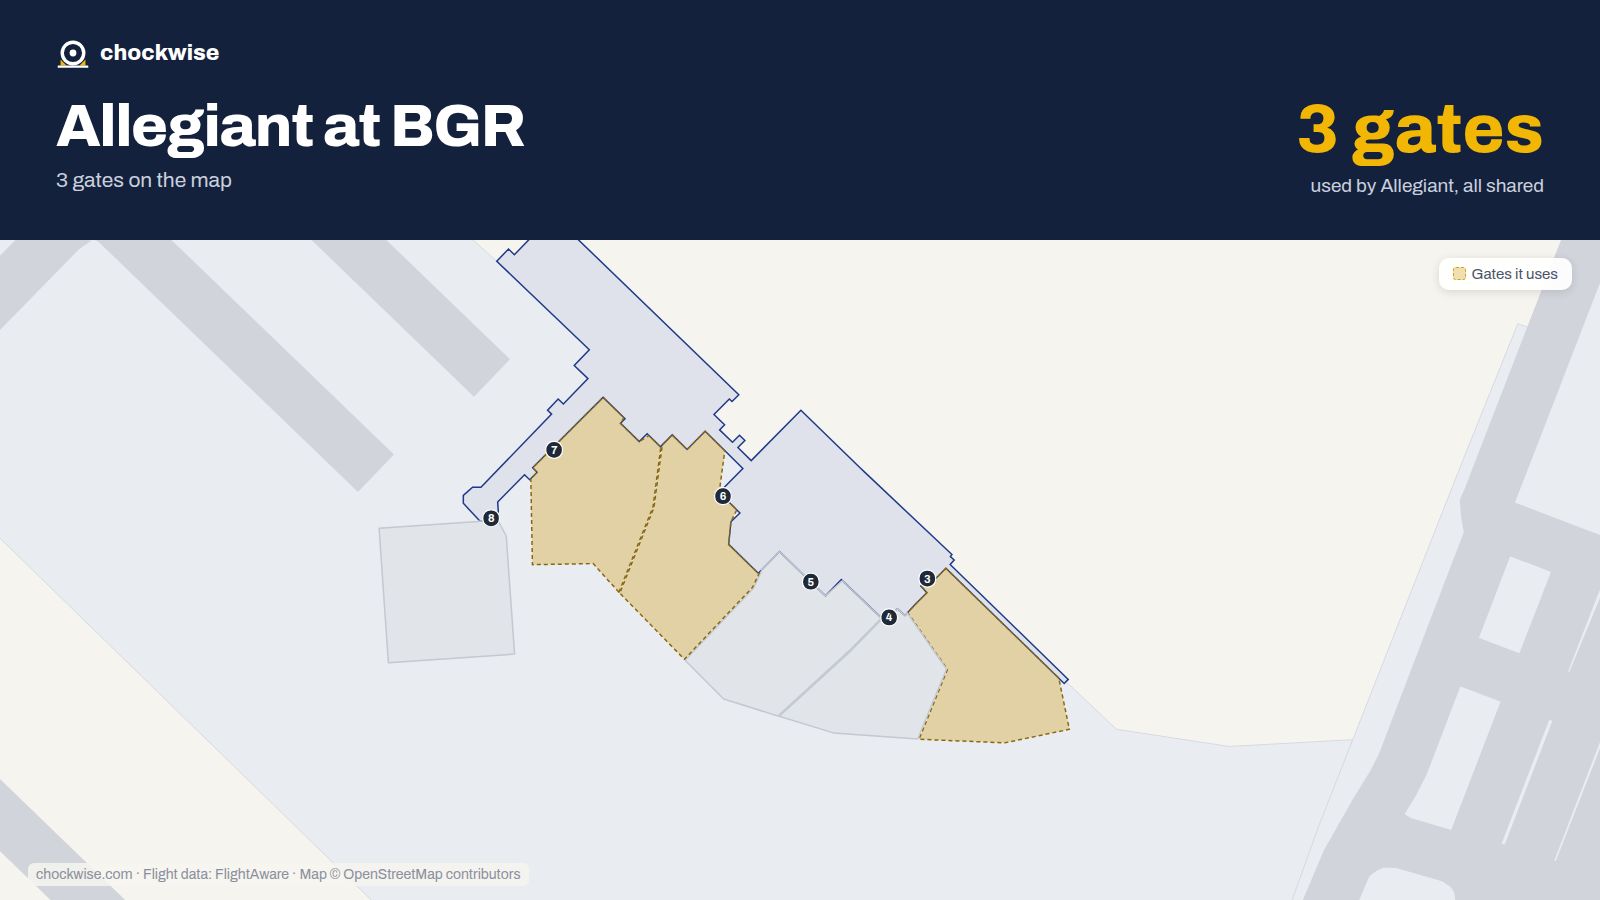 chockwise
Allegiant at BGR
3 gates on the map
3 gates
used by Allegiant, all shared
Gates it uses
7
6
8
5
3
4
chockwise.com · Flight data: FlightAware · Map © OpenStreetMap contributors